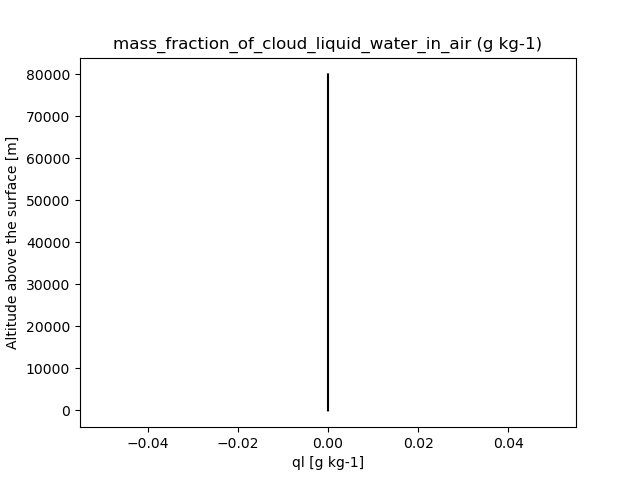 mass_fraction_of_cloud_liquid_water_in_air (g kg-1)
80000
70000
60000
50000
40000
30000
20000
10000
0
Altitude above the surface [m]
−0.04 −0.02 0.00 0.02 0.04
ql [g kg-1]